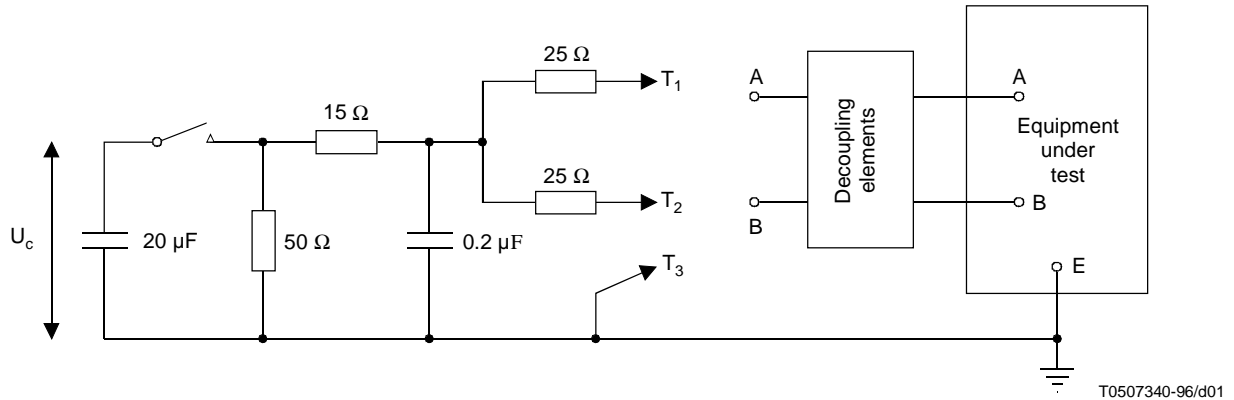 25 Ω
T1
A
A
15 Ω
Decoupling
elements
Equipment
under
test
25 Ω
T2
B
B
Uc
20 µF
50 Ω
0.2 µF
T3
E
T0507340-96/d01